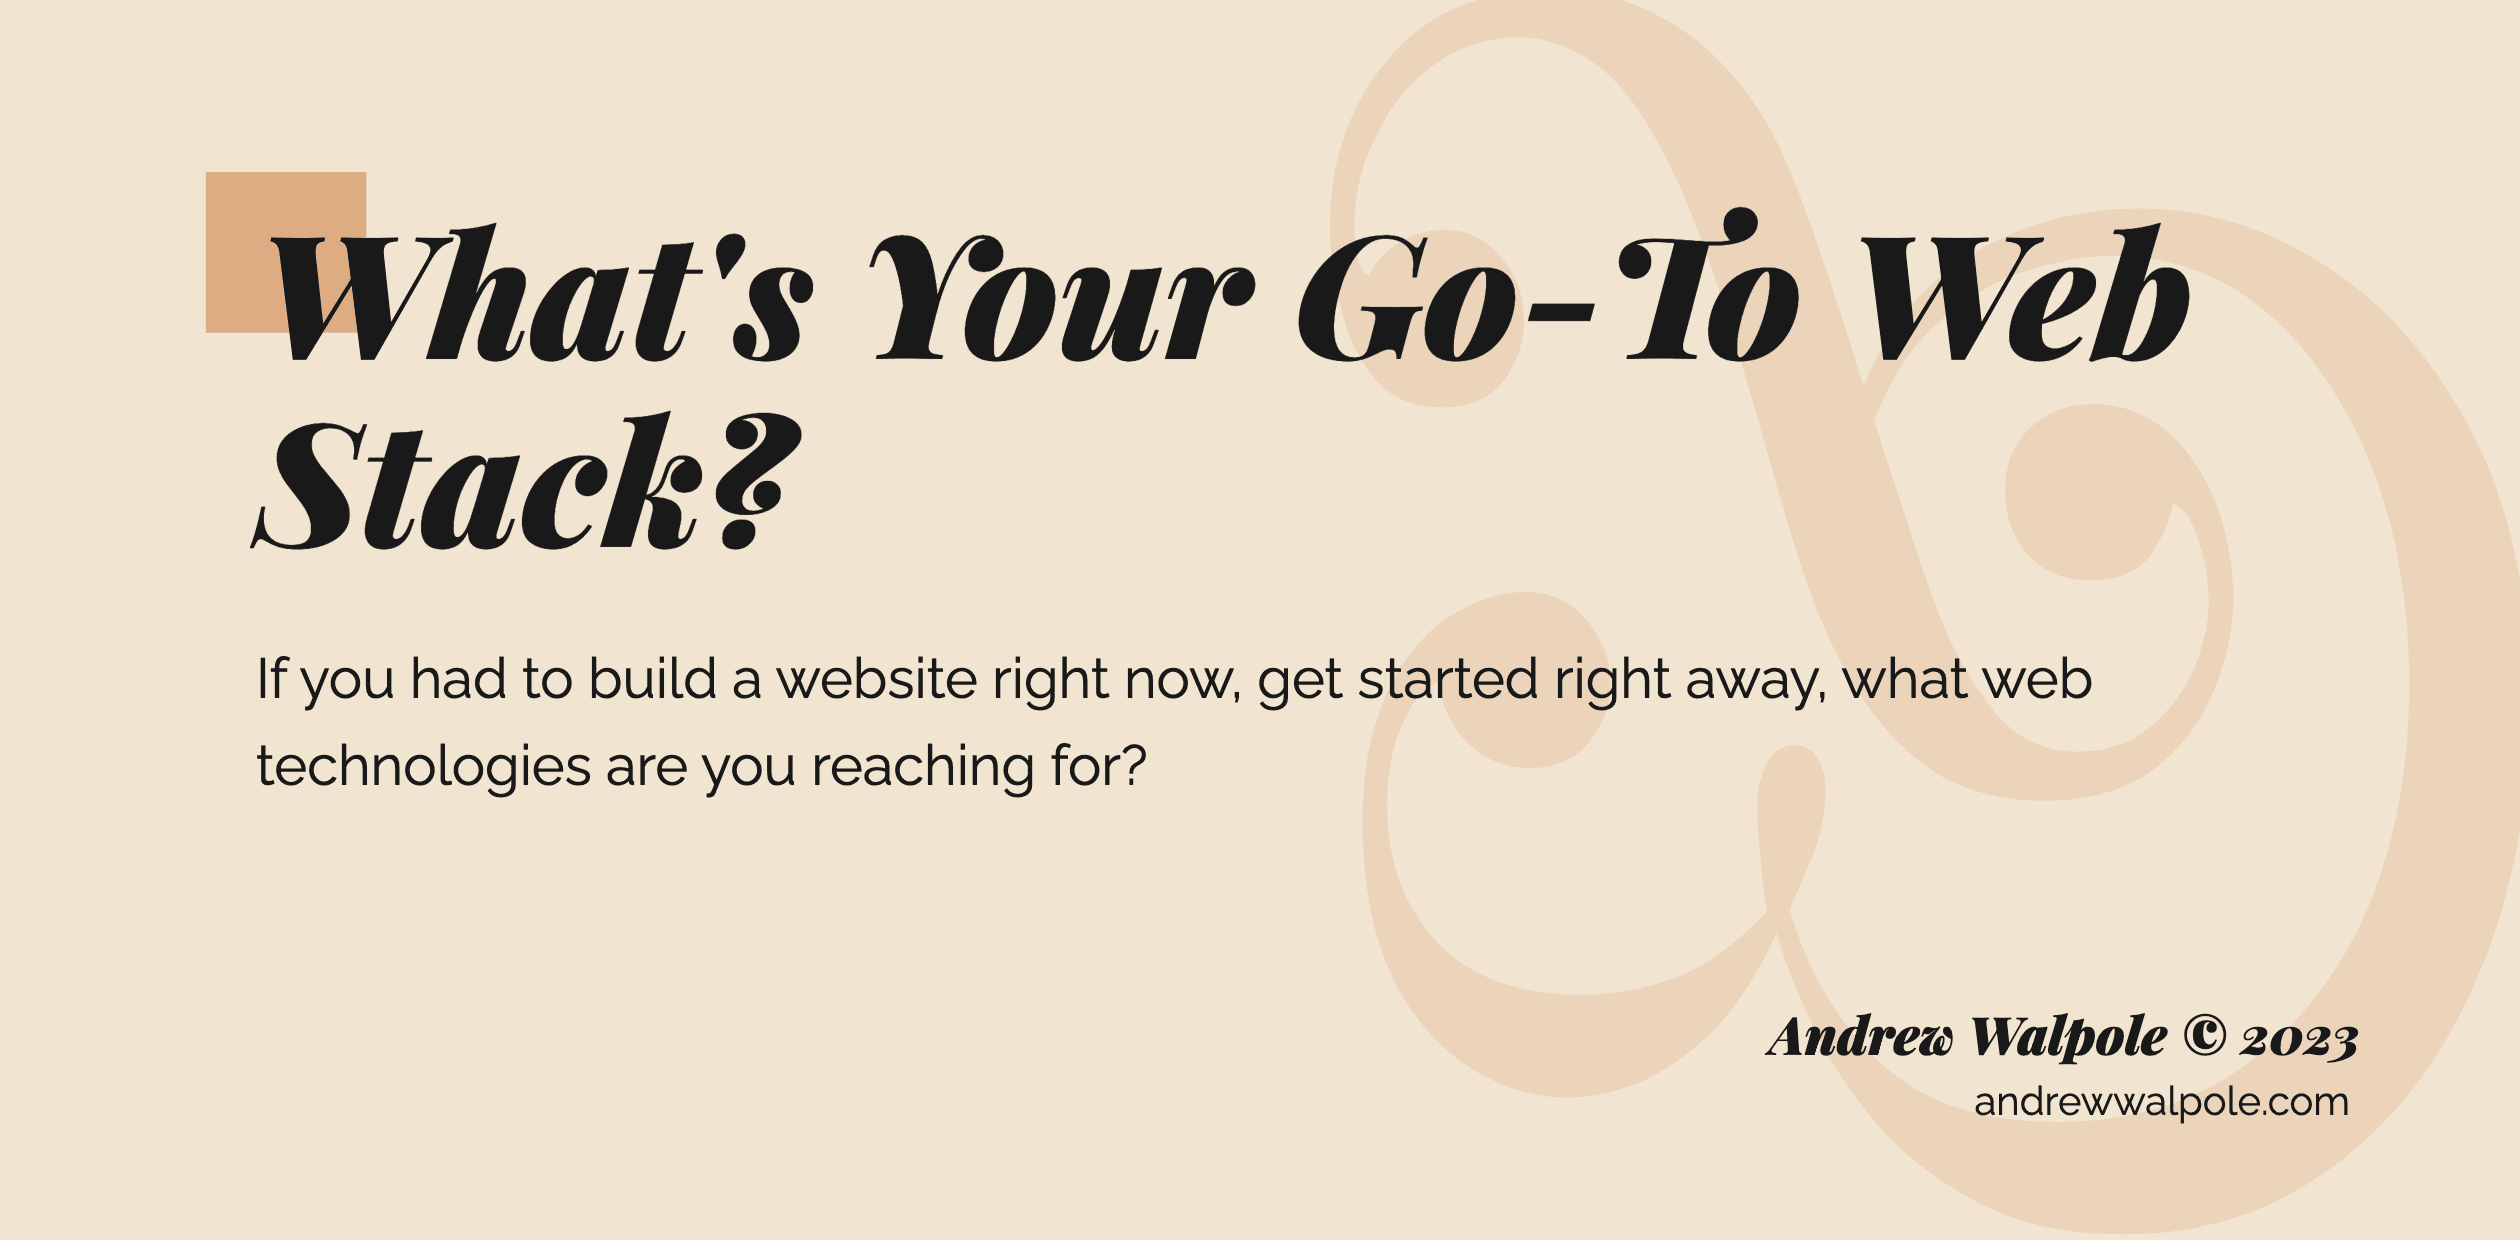 What's Your Go-To Web
Stack?
If you had to build a website right now, get started right away, what web
technologies are you reaching for?
Andrew Walpole © 2023
andrewwalpole.com